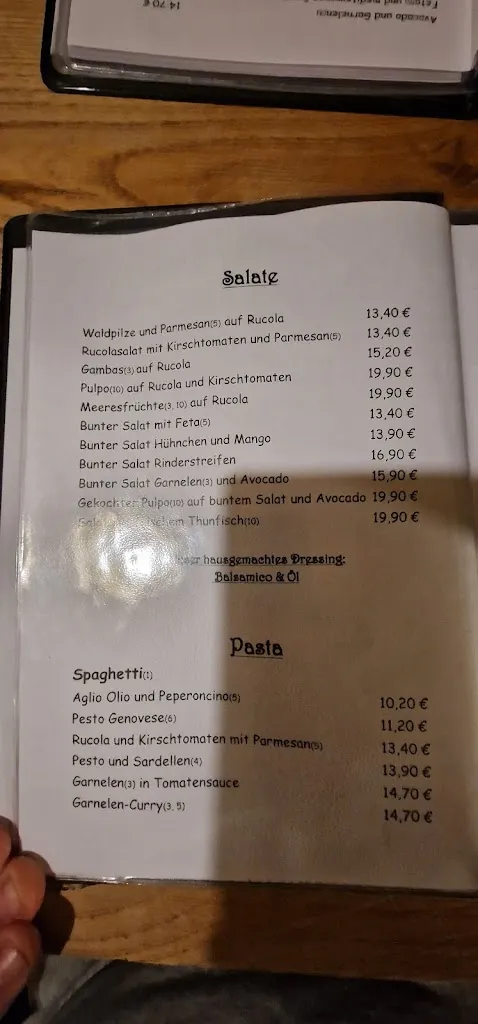 14,70 €
Avocado und Garnelen(3)
Salate
Waldpilze und Parmesan(5) auf Rucola 13,40 €
Rucolasalat mit Kirschtomaten und Parmesan(5) 13,40 €
Gambas(3) auf Rucola 15,20 €
Pulpo(10) auf Rucola und Kirschtomaten 19,90 €
Meeresfrüchte(3, 10) auf Rucola 19,90 €
Bunter Salat mit Feta(5) 13,40 €
Bunter Salat Hühnchen und Mango 13,90 €
Bunter Salat Rinderstreifen 16,90 €
Bunter Salat Garnelen(3) und Avocado 15,90 €
Gekochter Pulpo(10) auf buntem Salat und Avocado 19,90 €
Thunfisch(10) 19,90 €
hausgemachtes Dressing:
Balsamico & Öl
Pasta
Spaghetti(1)
Aglio Olio und Peperoncino(5) 10,20 €
Pesto Genovese(6) 11,20 €
Rucola und Kirschtomaten mit Parmesan(5) 13,40 €
Pesto und Sardellen(4) 13,90 €
Garnelen(3) in Tomatensauce 14,70 €
Garnelen-Curry(3, 5) 14,70 €